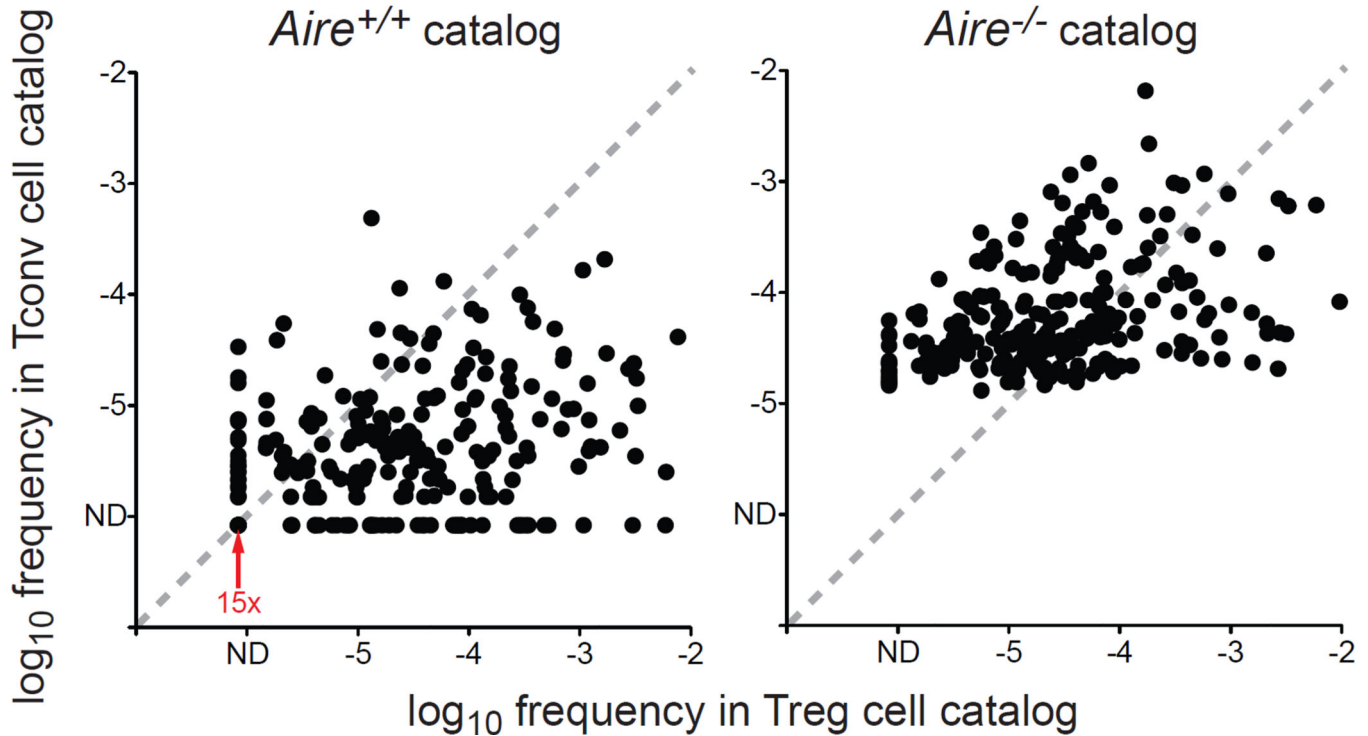 Aire+/+ catalog
Aire-/- catalog
log10 frequency in Tconv cell catalog
-2
-3
-4
-5
ND
15x
ND
-5
-4
-3
-2
-2
-3
-4
-5
ND
ND
-5
-4
-3
-2
log10 frequency in Treg cell catalog